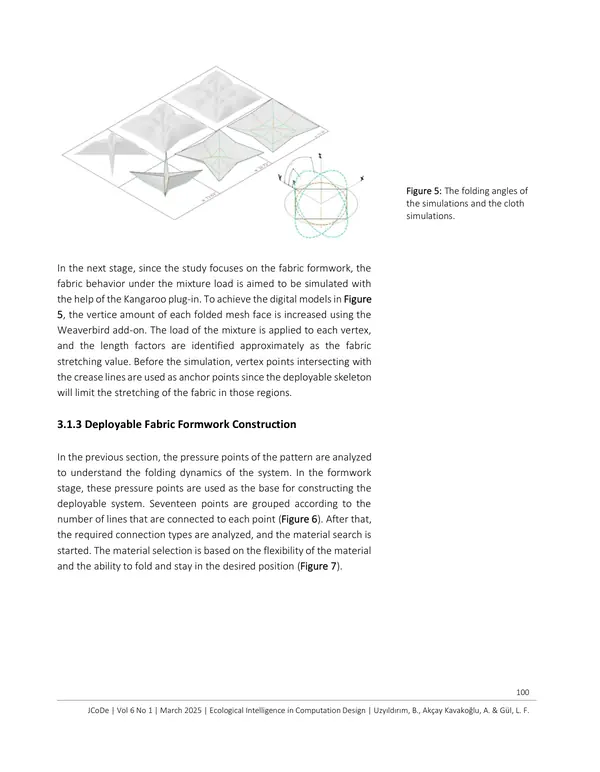 z
Y
x
Figure 5: The folding angles of
the simulations and the cloth
simulations.
In the next stage, since the study focuses on the fabric formwork, the
fabric behavior under the mixture load is aimed to be simulated with
the help of the Kangaroo plug-in. To achieve the digital models in Figure
5, the vertice amount of each folded mesh face is increased using the
Weaverbird add-on. The load of the mixture is applied to each vertex,
and the length factors are identified approximately as the fabric
stretching value. Before the simulation, vertex points intersecting with
the crease lines are used as anchor points since the deployable skeleton
will limit the stretching of the fabric in those regions.
3.1.3 Deployable Fabric Formwork Construction
In the previous section, the pressure points of the pattern are analyzed
to understand the folding dynamics of the system. In the formwork
stage, these pressure points are used as the base for constructing the
deployable system. Seventeen points are grouped according to the
number of lines that are connected to each point (Figure 6). After that,
the required connection types are analyzed, and the material search is
started. The material selection is based on the flexibility of the material
and the ability to fold and stay in the desired position (Figure 7).
100
JCoDe | Vol 6 No 1 | March 2025 | Ecological Intelligence in Computation Design | Uzyıldırım, B., Akçay Kavakoğlu, A. & Gül, L. F.